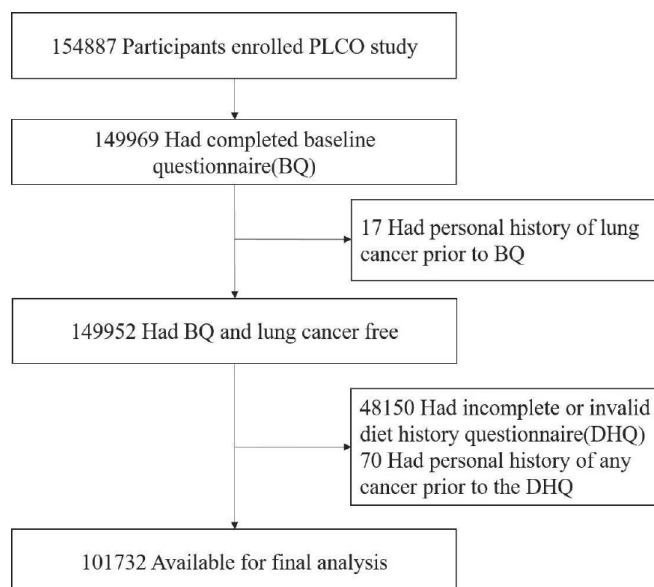 154887 Participants enrolled PLCO study
149969 Had completed baseline
questionnaire(BQ)
17 Had personal history of lung
cancer prior to BQ
149952 Had BQ and lung cancer free
48150 Had incomplete or invalid
diet history questionnaire(DHQ)
70 Had personal history of any
cancer prior to the DHQ
101732 Available for final analysis